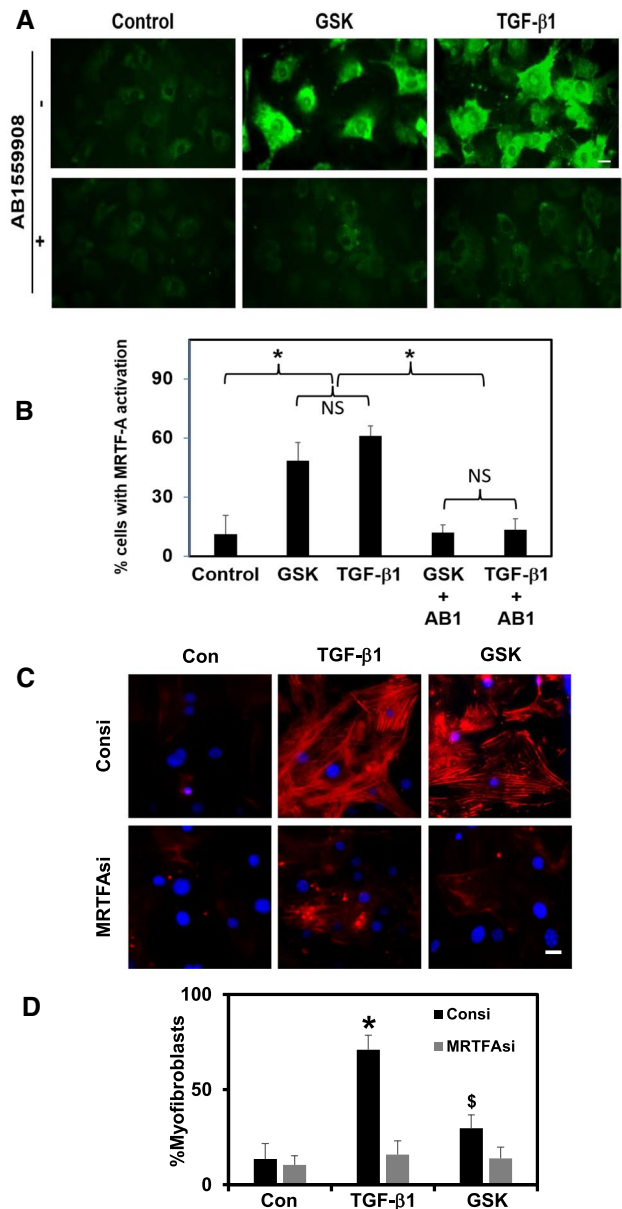 A
Control GSK TGF-β1
AB1559908
-
+
B
% cells with MRTF-A activation
90
60
30
0
*
*
NS
NS
Control GSK TGF-β1 GSK TGF-β1
+ +
AB1 AB1
C
Con TGF-β1 GSK
Consi
MRTFAsi
D
%Myofibroblasts
100
50
0
*
$
Consi
MRTFAsi
Con TGF-β1 GSK